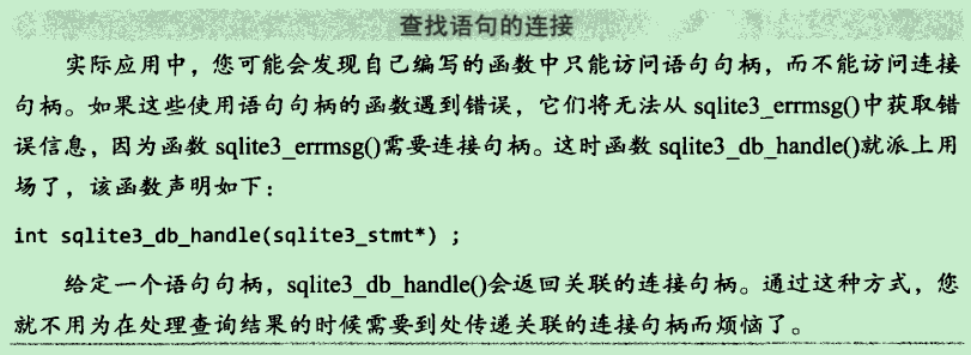 查找语句的连接
实际应用中，您可能会发现自己编写的函数中只能访问语句句柄，而不能访问连接
句柄。如果这些使用语句句柄的函数遇到错误，它们将无法从 sqlite3_errmsg()中获取错
误信息，因为函数 sqlite3_errmsg()需要连接句柄。这时函数 sqlite3_db_handle()就派上用
场了，该函数声明如下：
int sqlite3_db_handle(sqlite3_stmt*) ;
给定一个语句句柄，sqlite3_db_handle()会返回关联的连接句柄。通过这种方式，您
就不用为在处理查询结果的时候需要到处传递关联的连接句柄而烦恼了。